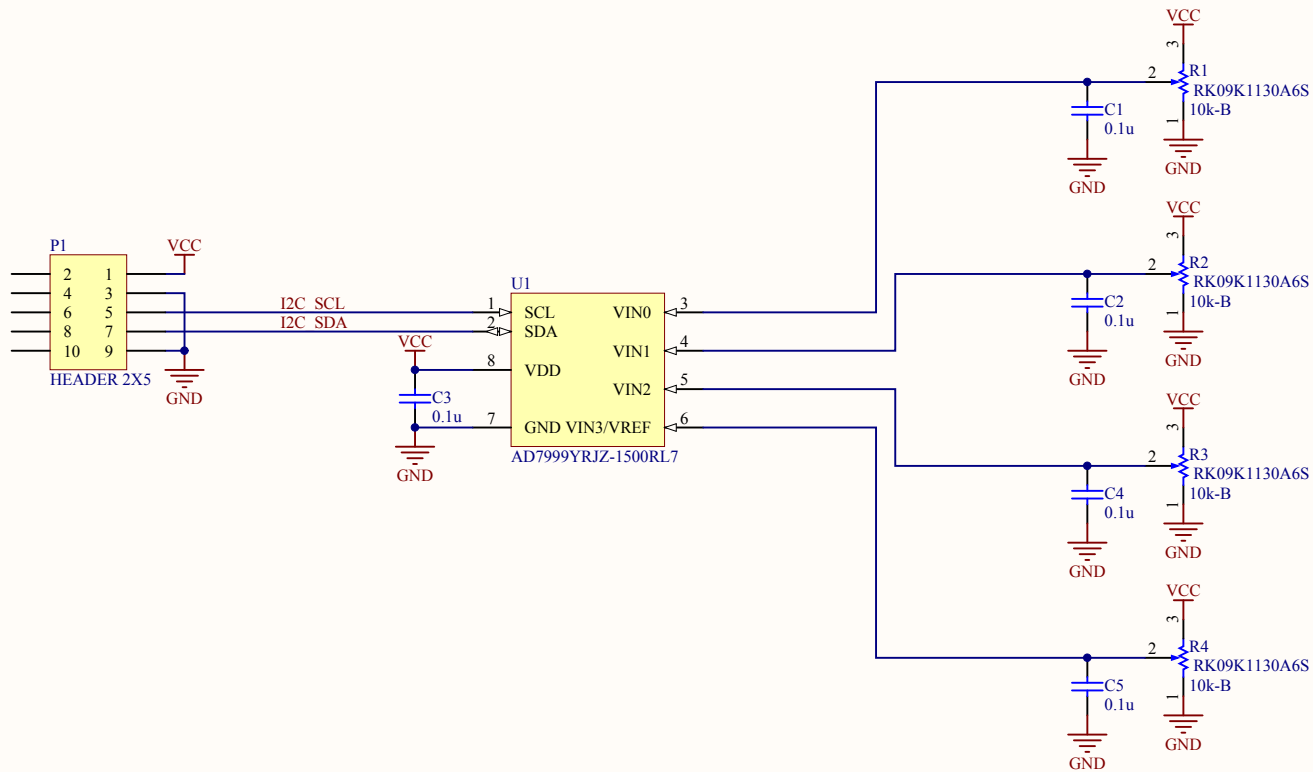 VCC
3
2
R1
RK09K1130A6S
10k-B
1
GND
C1
0.1u
GND
VCC
3
2
R2
RK09K1130A6S
10k-B
1
GND
C2
0.1u
GND
P1
VCC
2 1
4 3
6 5
8 7
10 9
HEADER 2X5
GND
I2C_SCL
I2C_SDA
VCC
C3
0.1u
GND
U1
1 SCL VIN0 3
2 SDA
VIN1 4
8 VDD
VIN2 5
7 GND VIN3/VREF 6
AD7999YRJZ-1500RL7
VCC
3
2
R3
RK09K1130A6S
10k-B
1
GND
C4
0.1u
GND
VCC
3
2
R4
RK09K1130A6S
10k-B
1
GND
C5
0.1u
GND